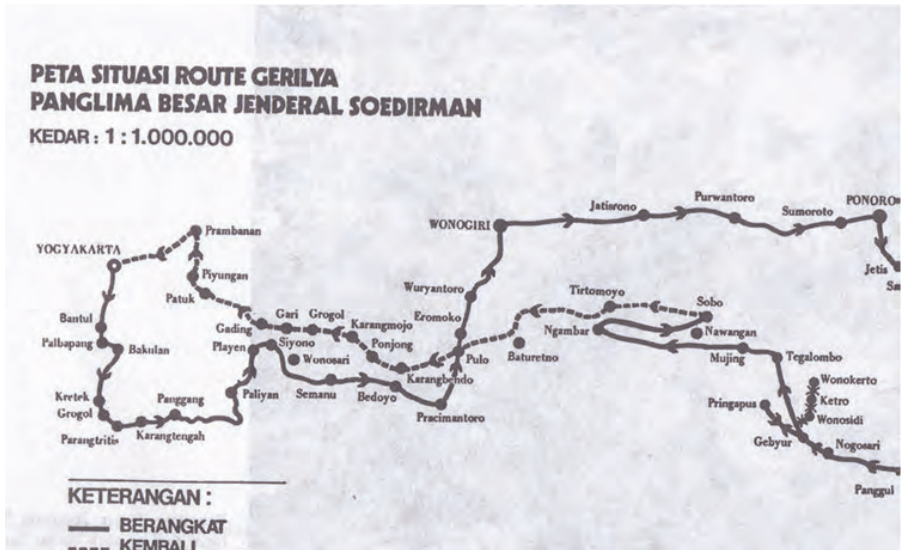 PETA SITUASI ROUTE GERILYA
PANGLIMA BESAR JENDERAL SOEDIRMAN
KEDAR : 1 : 1.000.000
YOGYAKARTA
Prambanan
Piyungan
Patuk
Bantul
Palbapang
Bakulan
Kretek
Grogol
Parangtritis
Karangtengah
Panggang
Paliyan
Playen
Siyono
Gading
Gari
Grogol
Karangmojo
Ponjong
Wonosari
Semanu
Bedoyo
Karangbendo
Pracimantoro
Pulo
Eromoko
Wuryantoro
WONOGIRI
Jatisrono
Purwantoro
Sumoroto
PONORO
Jetis
Sa
Tirtomoyo
Sobo
Ngambar
Nawangan
Baturetno
Mujing
Tegalombo
Wonokerto
Ketro
Wonosidi
Pringapus
Gebyur
Nogosari
Panggul
KETERANGAN :
BERANGKAT
KEMBALI